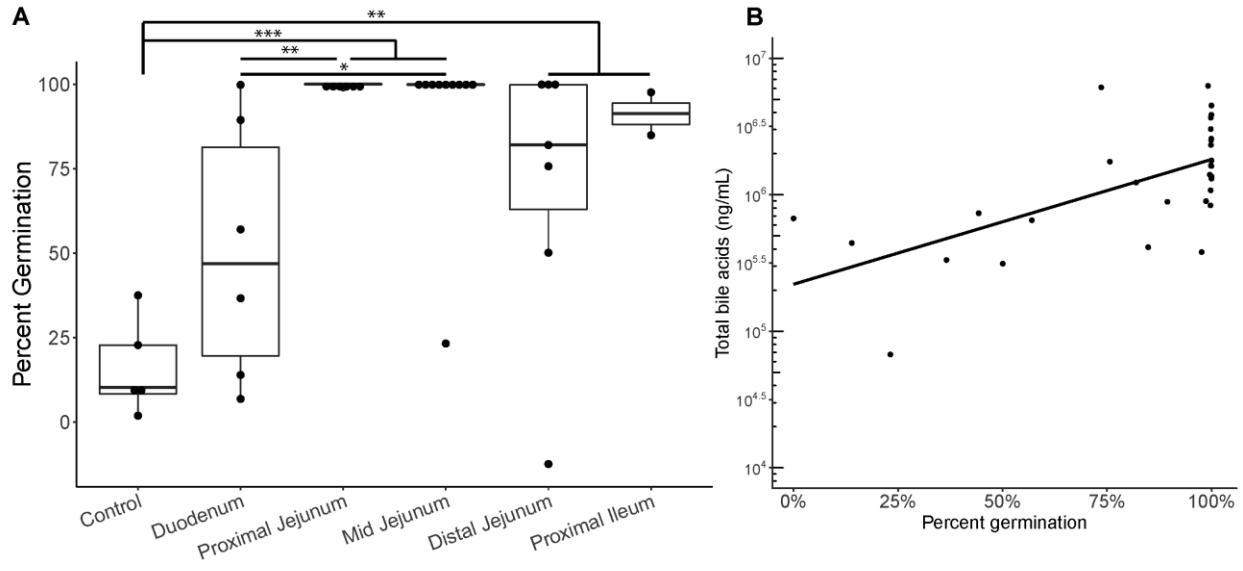 A
**
***
**
*
100
75
50
25
0
Percent Germination
Control
Duodenum
Proximal Jejunum
Mid Jejunum
Distal Jejunum
Proximal Ileum
B
10^7
10^6.5
10^6
10^5.5
10^5
10^4.5
10^4
Total bile acids (ng/mL)
0% 25% 50% 75% 100%
Percent germination